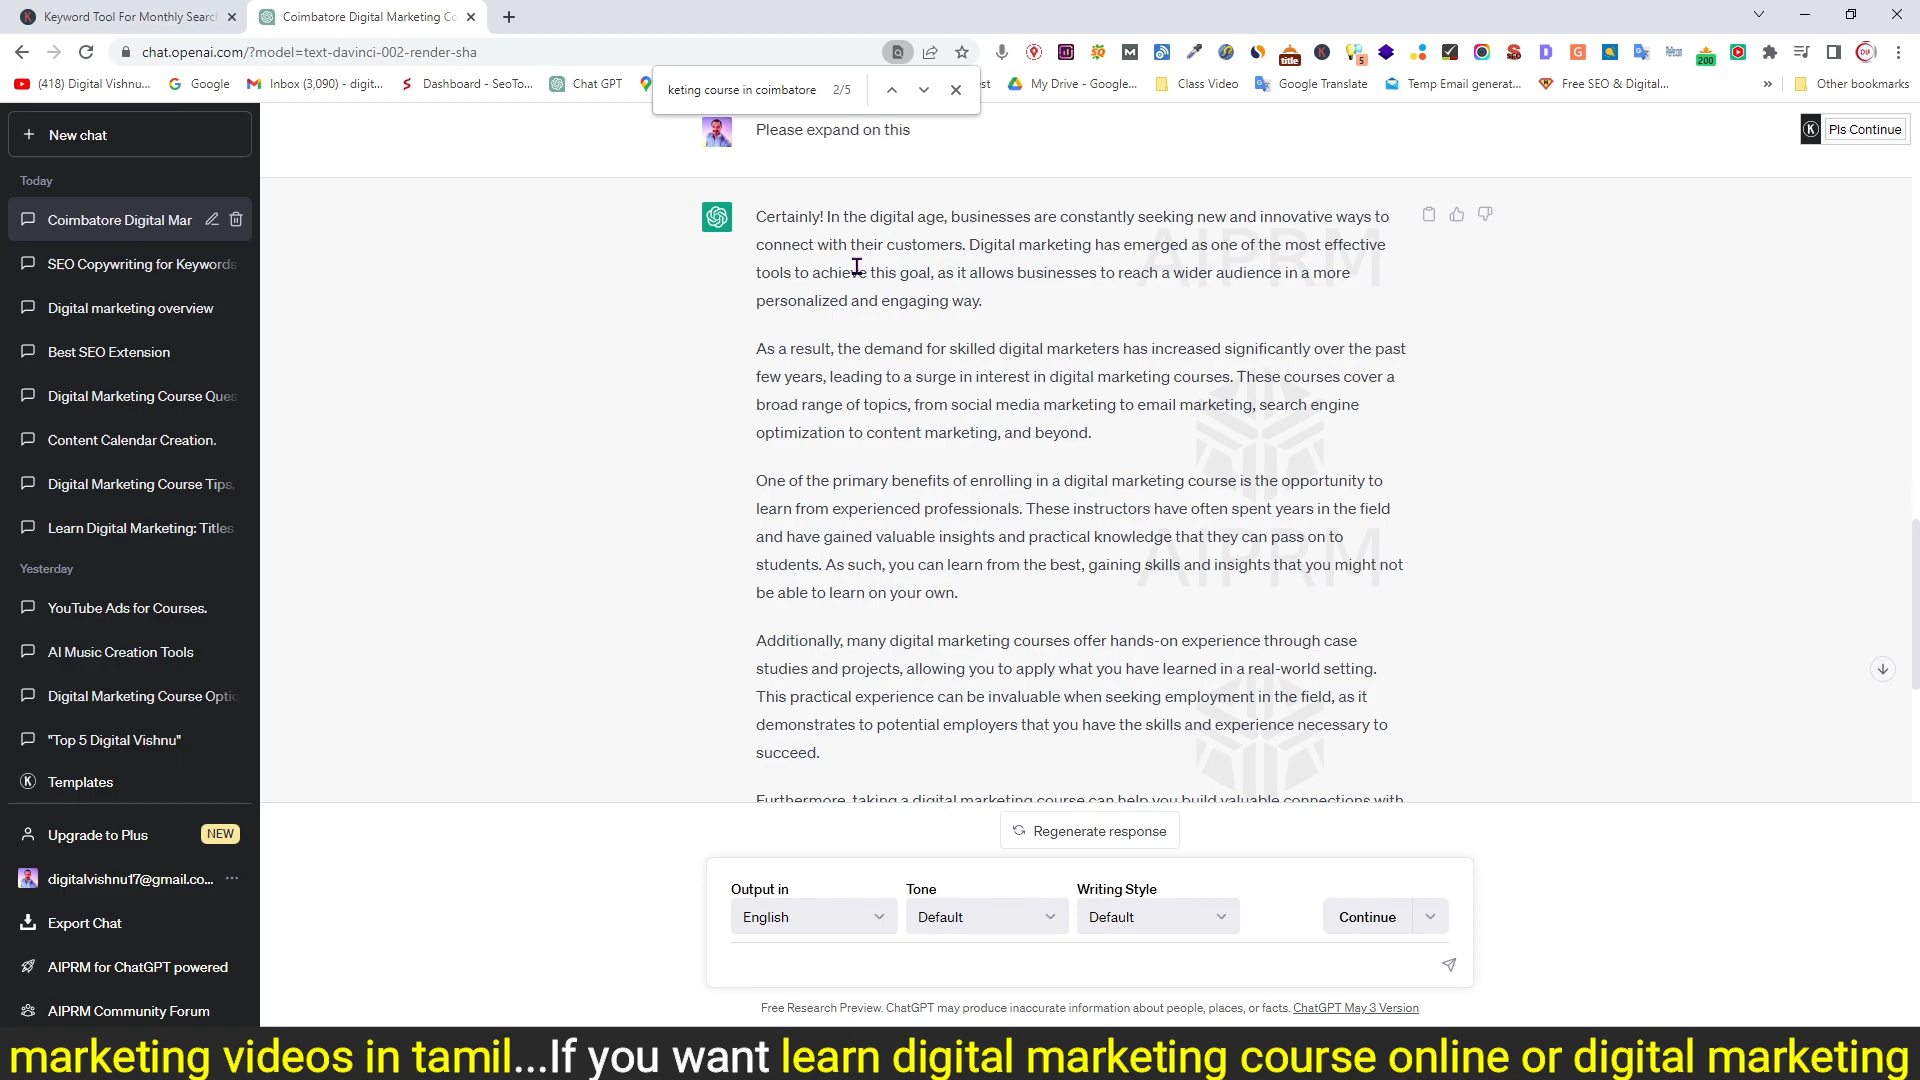 Keyword Tool For Monthly Searc
Coimbatore Digital Marketing Co
chat.openai.com/?model=text-davinci-002-render-sha
title
5
200
(418) Digital Vishnu...
Google
Inbox (3,090) - digit...
Dashboard - SeoTo...
Chat GPT
My Drive - Google...
Class Video
Google Translate
Temp Email generat...
Free SEO & Digital...
Other bookmarks
keting course in coimbatore 2/5
New chat
Today
Coimbatore Digital Mar
SEO Copywriting for Keywords
Digital marketing overview
Best SEO Extension
Digital Marketing Course Ques
Content Calendar Creation.
Digital Marketing Course Tips.
Learn Digital Marketing: Titles
Yesterday
YouTube Ads for Courses.
AI Music Creation Tools
Digital Marketing Course Optio
"Top 5 Digital Vishnu"
Templates
Upgrade to Plus NEW
digitalvishnu17@gmail.co...
Export Chat
AIPRM for ChatGPT powered
AIPRM Community Forum
Please expand on this
K Pls Continue
Certainly! In the digital age, businesses are constantly seeking new and innovative ways to
connect with their customers. Digital marketing has emerged as one of the most effective
tools to achieve this goal, as it allows businesses to reach a wider audience in a more
personalized and engaging way.
As a result, the demand for skilled digital marketers has increased significantly over the past
few years, leading to a surge in interest in digital marketing courses. These courses cover a
broad range of topics, from social media marketing to email marketing, search engine
optimization to content marketing, and beyond.
One of the primary benefits of enrolling in a digital marketing course is the opportunity to
learn from experienced professionals. These instructors have often spent years in the field
and have gained valuable insights and practical knowledge that they can pass on to
students. As such, you can learn from the best, gaining skills and insights that you might not
be able to learn on your own.
Additionally, many digital marketing courses offer hands-on experience through case
studies and projects, allowing you to apply what you have learned in a real-world setting.
This practical experience can be invaluable when seeking employment in the field, as it
demonstrates to potential employers that you have the skills and experience necessary to
succeed.
Furthermore, taking a digital marketing course can help you build valuable connections with
AIPRM
AIPRM
Regenerate response
Output in Tone Writing Style
English Default Default Continue
Free Research Preview. ChatGPT may produce inaccurate information about people, places, or facts. ChatGPT May 3 Version
marketing videos in tamil...If you want learn digital marketing course online or digital marketing